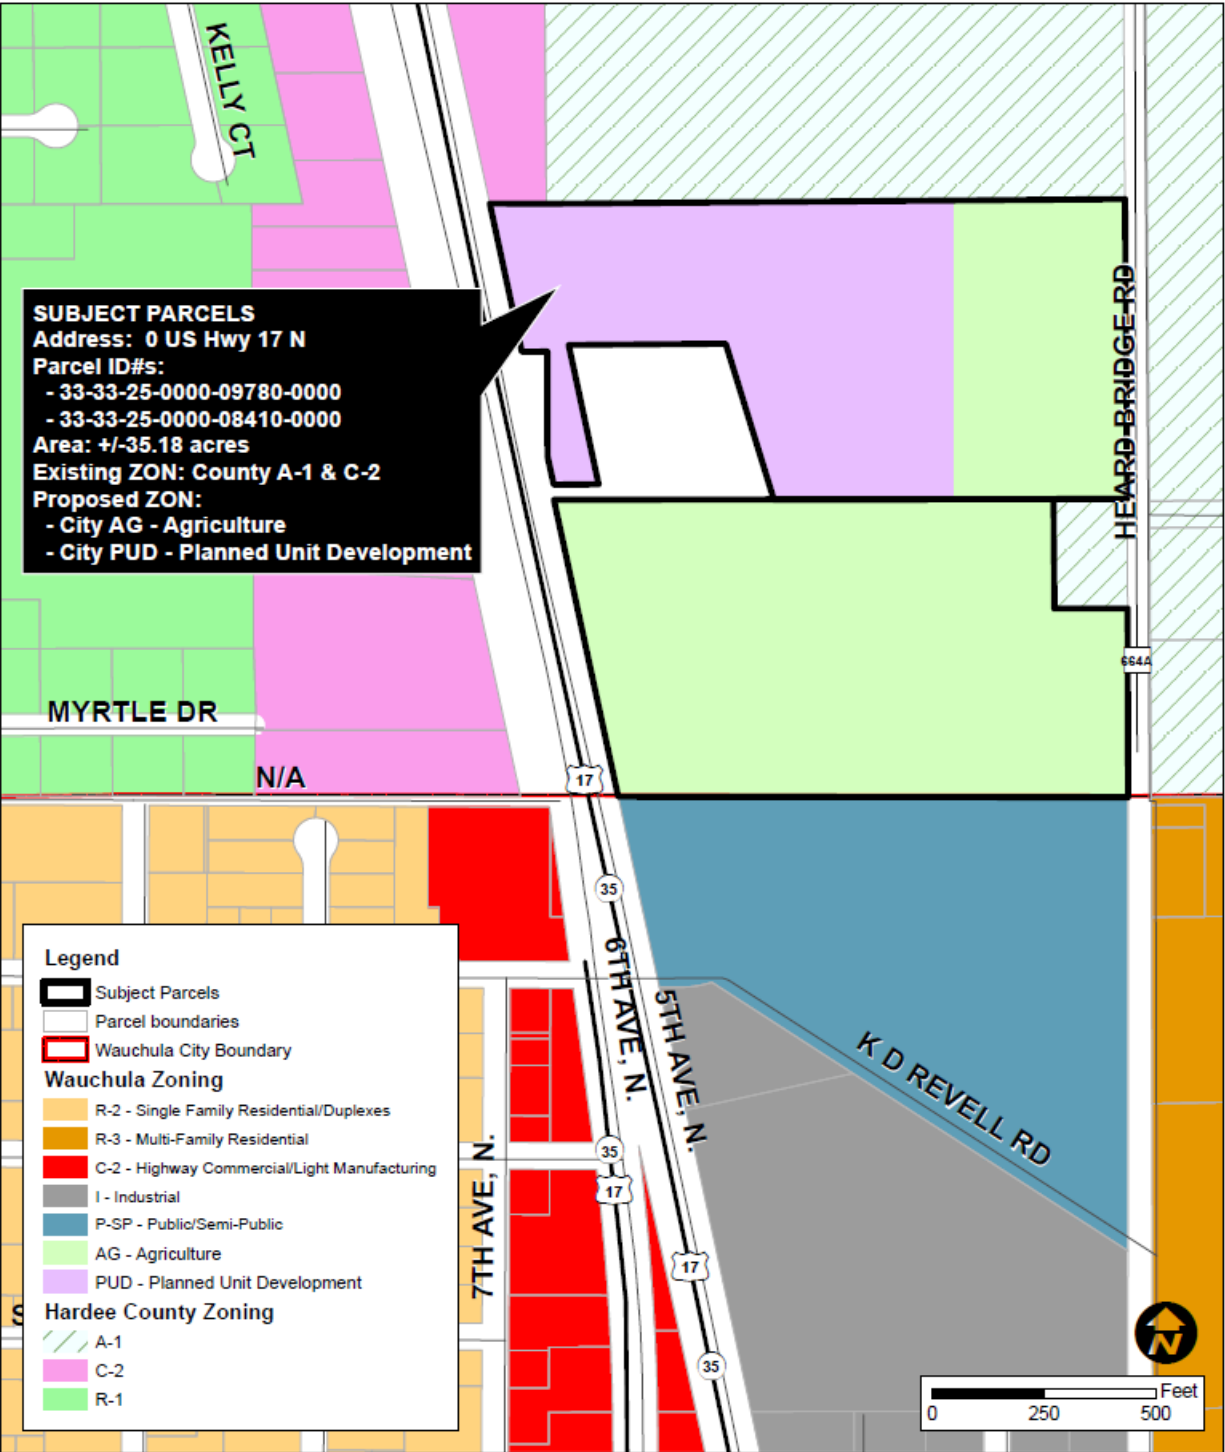 KELLY CT
HEARD BRIDGE RD
SUBJECT PARCELS
Address: 0 US Hwy 17 N
Parcel ID#s:
- 33-33-25-0000-09780-0000
- 33-33-25-0000-08410-0000
Area: +/-35.18 acres
Existing ZON: County A-1 & C-2
Proposed ZON:
- City AG - Agriculture
- City PUD - Planned Unit Development
664A
MYRTLE DR
N/A
17
35
6TH AVE, N.
5TH AVE, N.
K D REVELL RD
35
17
7TH AVE, N.
17
35
S
Legend
Subject Parcels
Parcel boundaries
Wauchula City Boundary
Wauchula Zoning
R-2 - Single Family Residential/Duplexes
R-3 - Multi-Family Residential
C-2 - Highway Commercial/Light Manufacturing
I - Industrial
P-SP - Public/Semi-Public
AG - Agriculture
PUD - Planned Unit Development
Hardee County Zoning
A-1
C-2
R-1
N
Feet
0 250 500